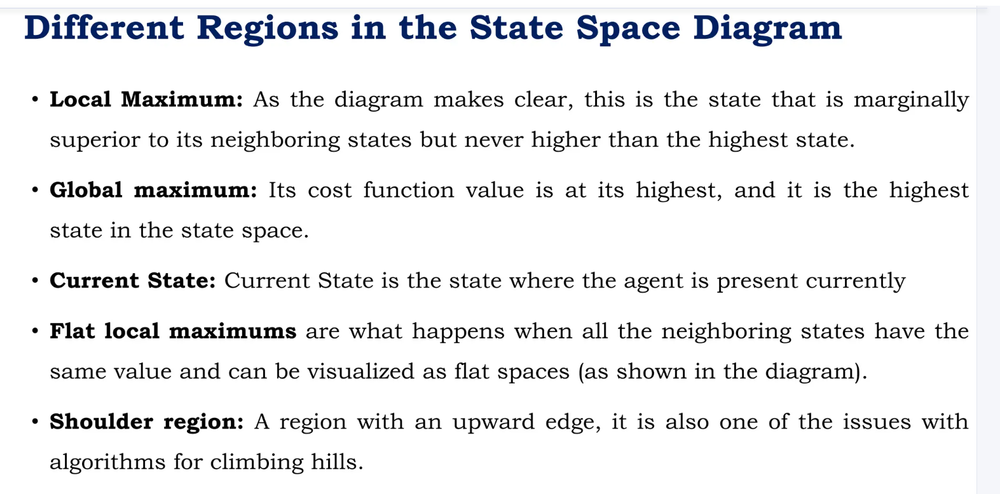 Different Regions in the State Space Diagram
• Local Maximum: As the diagram makes clear, this is the state that is marginally
superior to its neighboring states but never higher than the highest state.
• Global maximum: Its cost function value is at its highest, and it is the highest
state in the state space.
• Current State: Current State is the state where the agent is present currently
• Flat local maximums are what happens when all the neighboring states have the
same value and can be visualized as flat spaces (as shown in the diagram).
• Shoulder region: A region with an upward edge, it is also one of the issues with
algorithms for climbing hills.